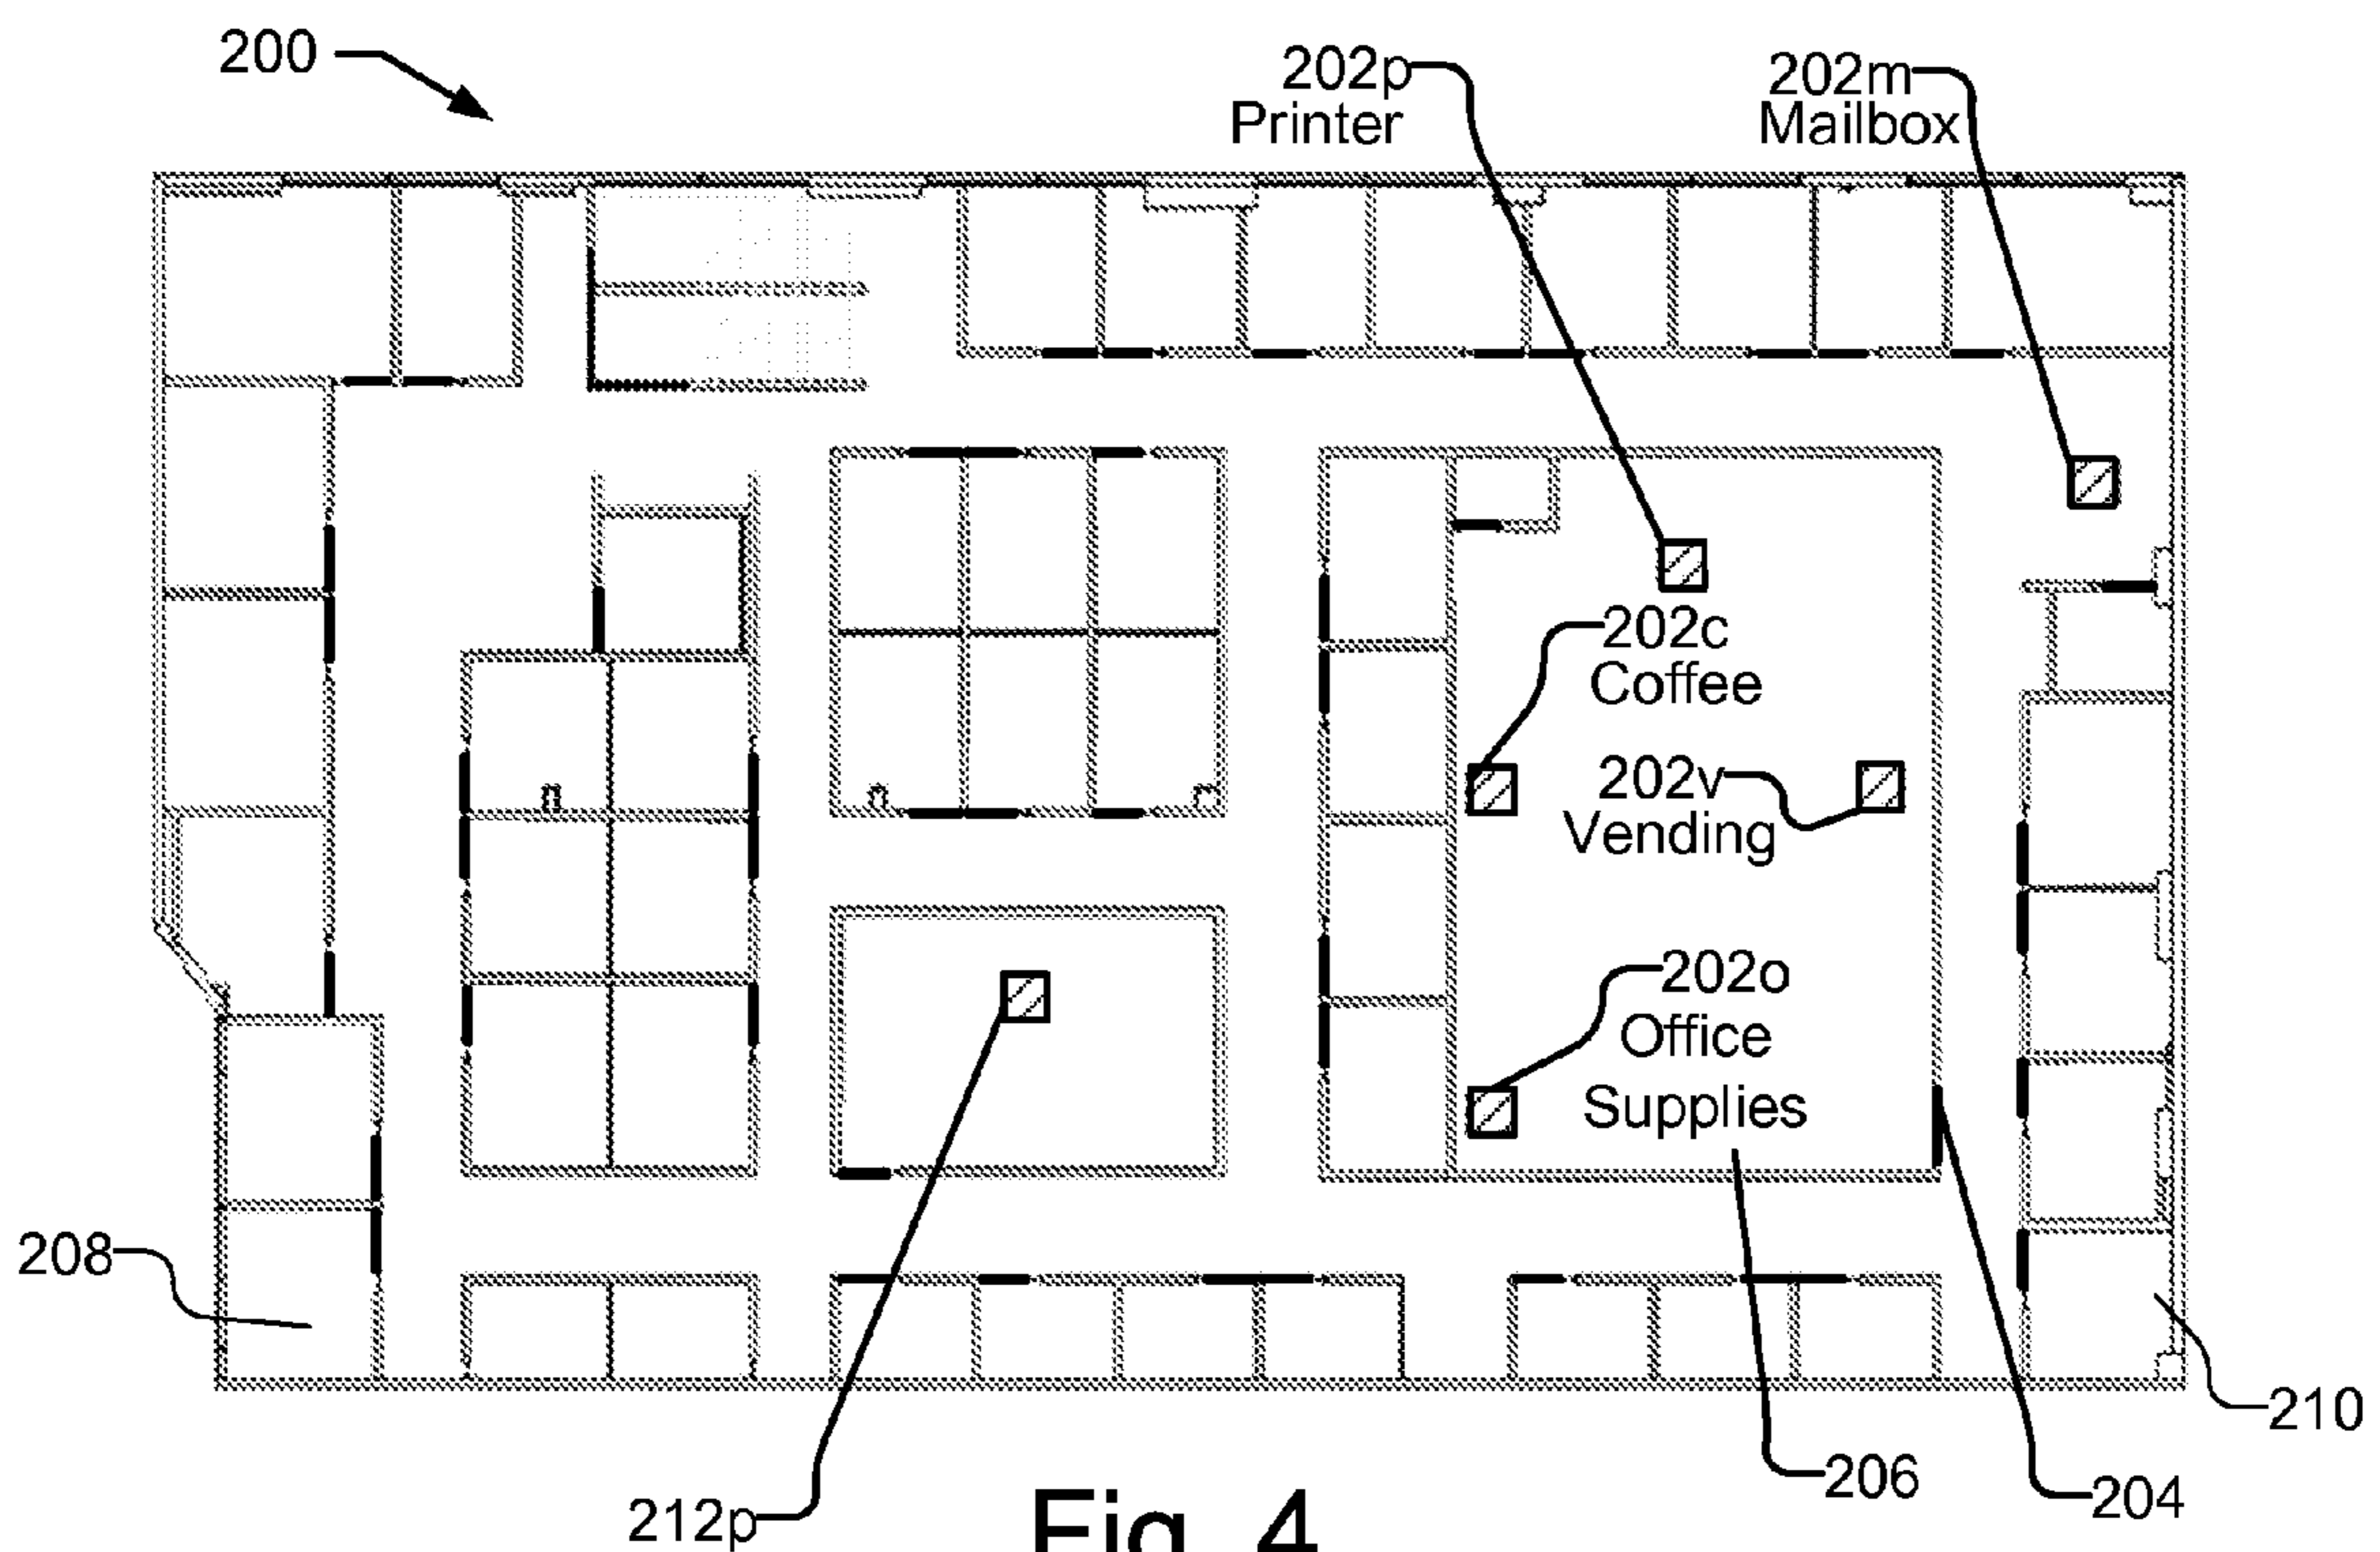 200
202p
Printer
202m
Mailbox
202c
Coffee
202v
Vending
202o
Office
Supplies
208
210
206
204
212p
Fig. 4